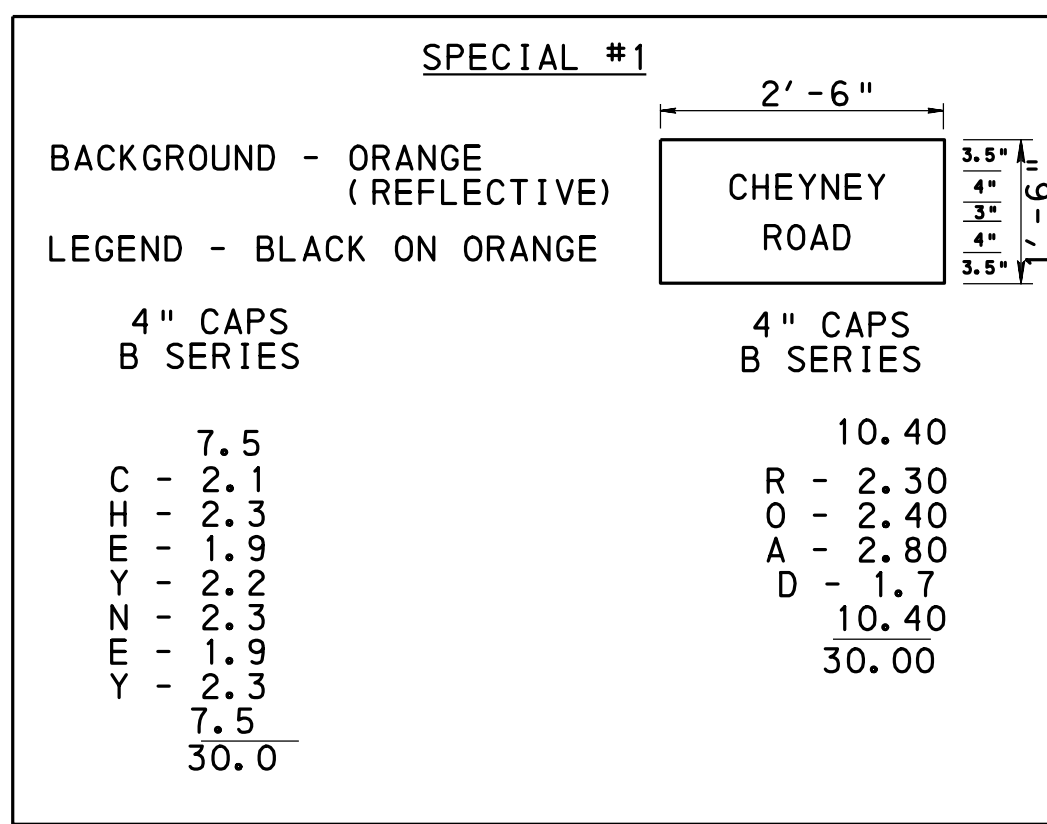 SPECIAL #1
2'-6"
BACKGROUND - ORANGE
(REFLECTIVE)
LEGEND - BLACK ON ORANGE
CHEYNEY
ROAD
3.5"
4"
3"
4"
3.5"
1'-6"
4" CAPS
B SERIES
7.5
C - 2.1
H - 2.3
E - 1.9
Y - 2.2
N - 2.3
E - 1.9
Y - 2.3
7.5
30.0
4" CAPS
B SERIES
10.40
R - 2.30
O - 2.40
A - 2.80
D - 1.7
10.40
30.00